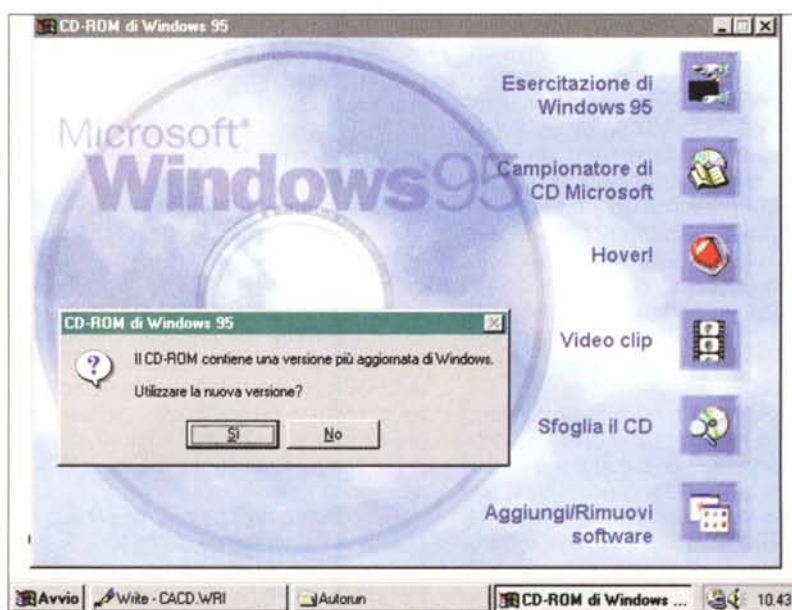 CD-ROM di Windows 95
Esercitazione di
Windows 95
Microsoft®
Windows 95
Campionatore di
CD Microsoft
Hover!
CD-ROM di Windows 95
Il CD-ROM contiene una versione più aggiornata di Windows.
Utilizzare la nuova versione?
Sì
No
Video clip
Sfoglia il CD
Aggiungi/Rimuovi
software
Avvio
Write - CACD.WRI
Autorun
CD-ROM di Windows ...
10.43